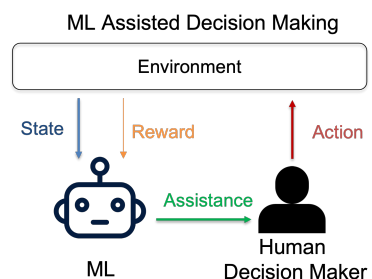 ML Assisted Decision Making
Environment
State
Reward
Action
Assistance
ML
Human
Decision Maker